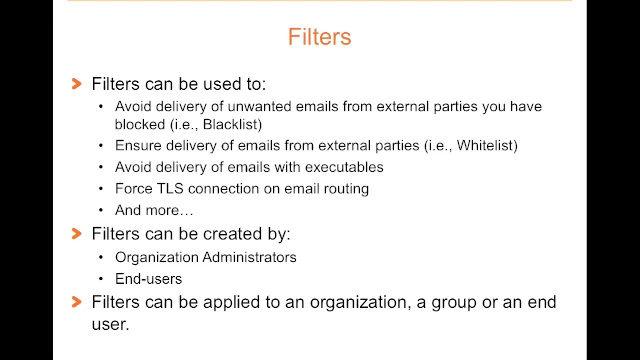 Filters
Filters can be used to:
• Avoid delivery of unwanted emails from external parties you have
blocked (i.e., Blacklist)
• Ensure delivery of emails from external parties (i.e., Whitelist)
• Avoid delivery of emails with executables
• Force TLS connection on email routing
• And more…
Filters can be created by:
• Organization Administrators
• End-users
Filters can be applied to an organization, a group or an end
user.